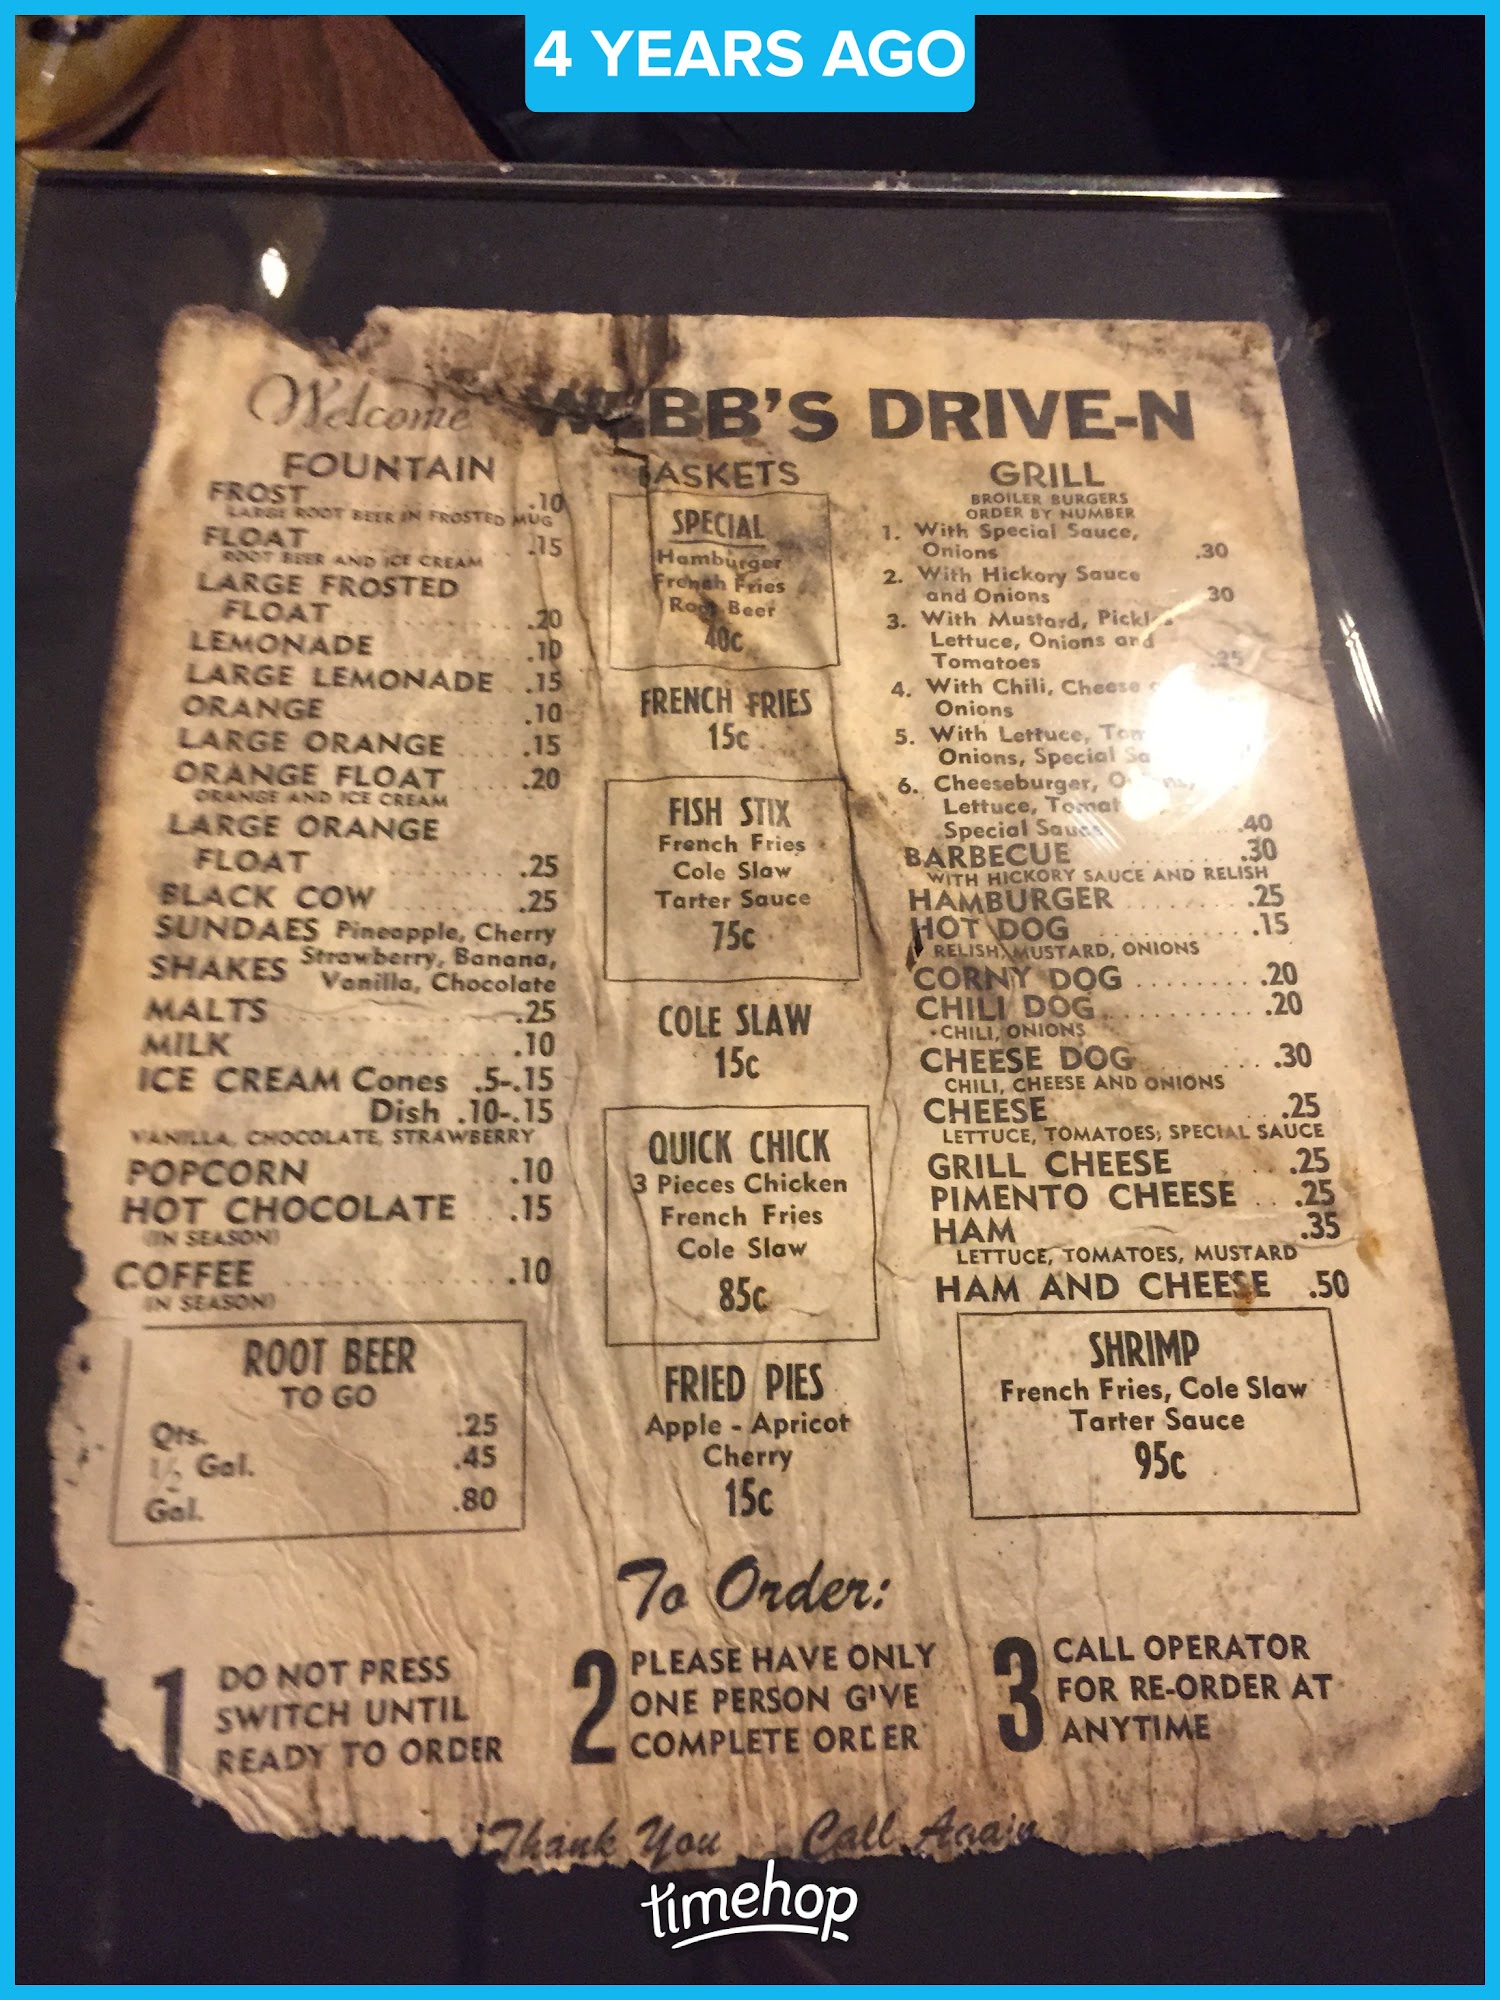 4 YEARS AGO
Welcome WEBB'S DRIVE-N
FOUNTAIN
FROST .10
LARGE ROOT BEER IN FROSTED MUG
FLOAT .15
ROOT BEER AND ICE CREAM
LARGE FROSTED
FLOAT .20
LEMONADE .10
LARGE LEMONADE .15
ORANGE .10
LARGE ORANGE .15
ORANGE FLOAT .20
ORANGE AND ICE CREAM
LARGE ORANGE
FLOAT .25
BLACK COW .25
SUNDAES Pineapple, Cherry
Strawberry, Banana,
SHAKES Vanilla, Chocolate
MALTS .25
MILK .10
ICE CREAM Cones .5-.15
Dish .10-.15
VANILLA, CHOCOLATE, STRAWBERRY
POPCORN .10
HOT CHOCOLATE .15
(IN SEASON)
COFFEE .10
(IN SEASON)
ROOT BEER
TO GO
Qts. .25
1/2 Gal. .45
Gal. .80
BASKETS
SPECIAL
Hamburger
French Fries
Root Beer
40c
FRENCH FRIES
15c
FISH STIX
French Fries
Cole Slaw
Tarter Sauce
75c
COLE SLAW
15c
QUICK CHICK
3 Pieces Chicken
French Fries
Cole Slaw
85c
FRIED PIES
Apple - Apricot
Cherry
15c
GRILL
BROILER BURGERS
ORDER BY NUMBER
1. With Special Sauce,
Onions .30
2. With Hickory Sauce
and Onions 30
3. With Mustard, Pickl
Lettuce, Onions and
Tomatoes
4. With Chili, Cheese
Onions
5. With Lettuce,
Onions, Special
6. Cheeseburger,
Lettuce,
Special Sauce .40
BARBECUE .30
WITH HICKORY SAUCE AND RELISH
HAMBURGER .25
HOT DOG .15
RELISH, MUSTARD, ONIONS
CORNY DOG .20
CHILI DOG .20
CHILI, ONIONS
CHEESE DOG .30
CHILI, CHEESE AND ONIONS
CHEESE .25
LETTUCE, TOMATOES, SPECIAL SAUCE
GRILL CHEESE .25
PIMENTO CHEESE .25
HAM .35
LETTUCE, TOMATOES, MUSTARD
HAM AND CHEESE .50
SHRIMP
French Fries, Cole Slaw
Tarter Sauce
95c
To Order:
1 DO NOT PRESS
SWITCH UNTIL
READY TO ORDER
2 PLEASE HAVE ONLY
ONE PERSON GIVE
COMPLETE ORDER
3 CALL OPERATOR
FOR RE-ORDER AT
ANYTIME
Thank You Call Again
timehop